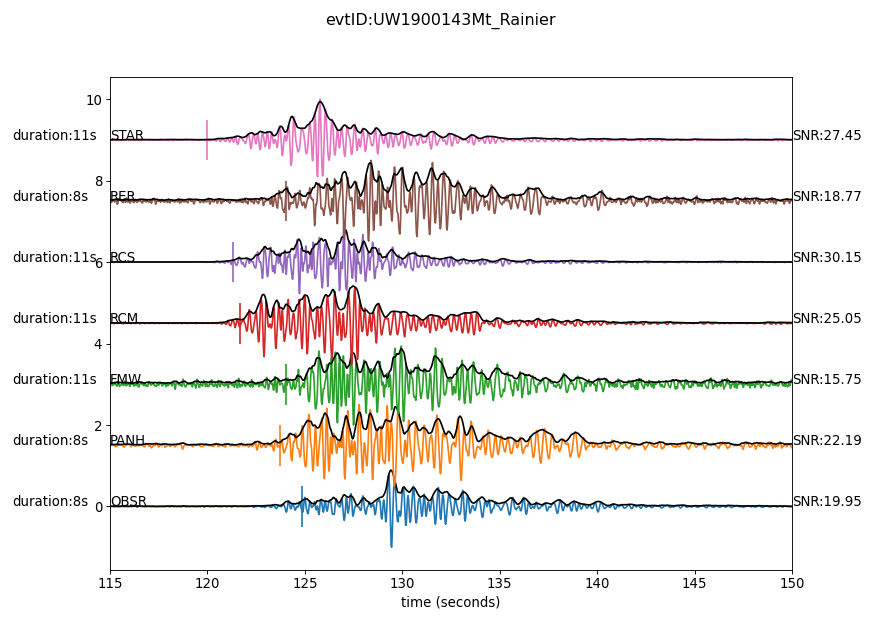 evtID:UW1900143Mt_Rainier
10
duration:11s STAR SNR:27.45
8
duration:8s RER SNR:18.77
duration:11s RCS SNR:30.15
6
duration:11s RCM SNR:25.05
4
duration:11s FMW SNR:15.75
2
duration:8s PANH SNR:22.19
duration:8s OBSR SNR:19.95
0
115 120 125 130 135 140 145 150
time (seconds)